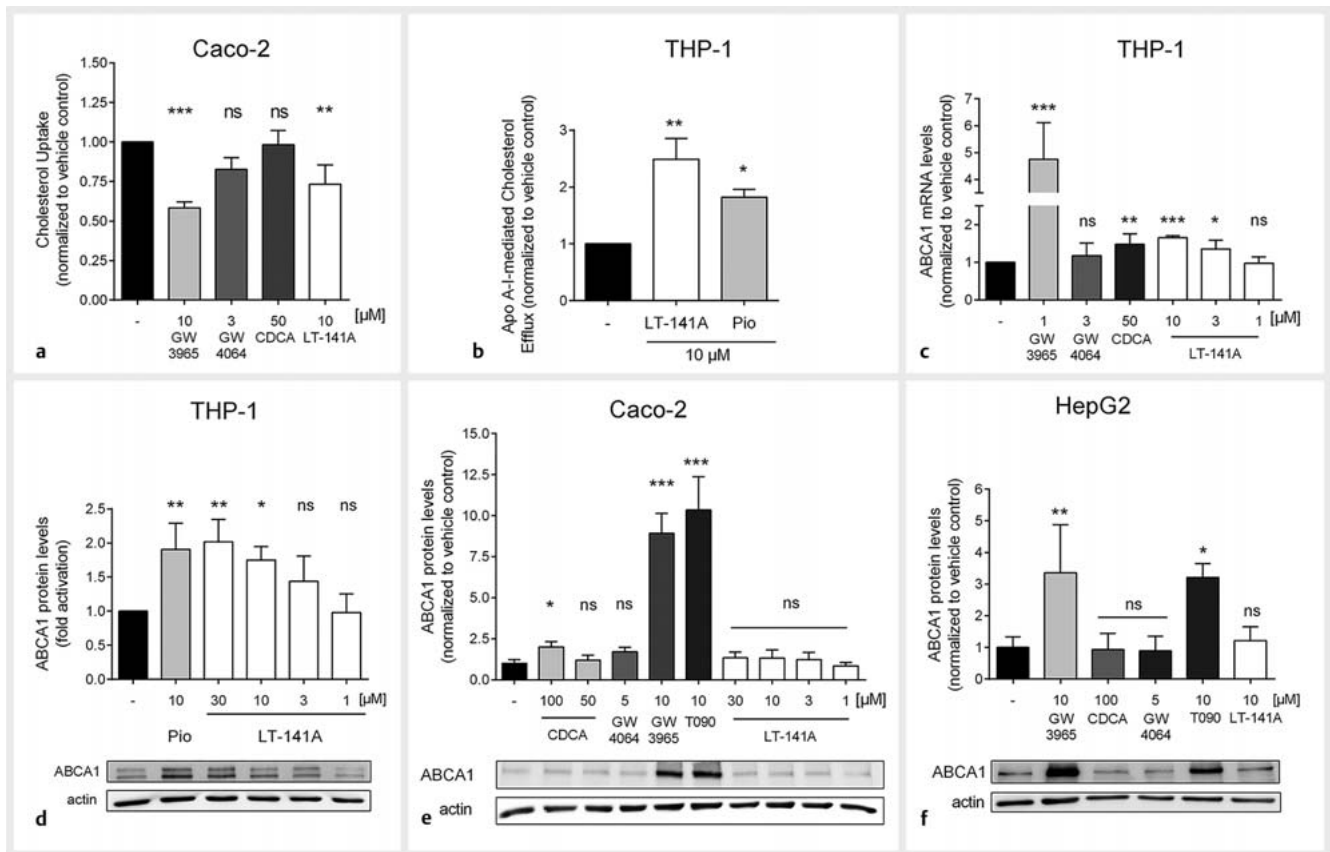 Caco-2
Cholesterol Uptake
(normalized to vehicle control)
1.50
1.25
1.00
0.75
0.50
0.25
0.00
*** ns ns **
- 10 3 50 10 [µM]
GW GW CDCA LT-141A
3965 4064
a
THP-1
Apo A-I-mediated Cholesterol
Efflux (normalized to vehicle control)
3
2
1
0
** *
- LT-141A Pio
10 µM
b
THP-1
ABCA1 mRNA levels
(normalized to vehicle control)
7
6
5
4
2
1
0
*** ns ** *** * ns
1 3 50 10 3 1 [µM]
- GW GW CDCA
3965 4064 LT-141A
c
THP-1
ABCA1 protein levels
(fold activation)
2.5
2.0
1.5
1.0
0.5
0.0
** ** * ns ns
- 10 30 10 3 1 [µM]
Pio LT-141A
ABCA1
actin
d
Caco-2
ABCA1 protein levels
(normalized to vehicle control)
15.0
12.5
10.0
7.5
5.0
2.5
0.0
* ns ns *** *** ns
- 100 50 5 10 10 30 10 3 1 [µM]
CDCA GW GW T090 LT-141A
4064 3965
ABCA1
actin
e
HepG2
ABCA1 protein levels
(normalized to vehicle control)
6
5
4
3
2
1
0
** ns * ns
- 10 100 5 10 10 [µM]
GW CDCA GW T090 LT-141A
3965 4064
ABCA1
actin
f